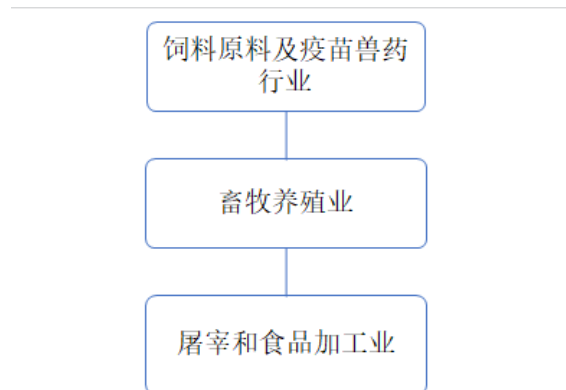 饲料原料及疫苗兽药
行业
畜牧养殖业
屠宰和食品加工业